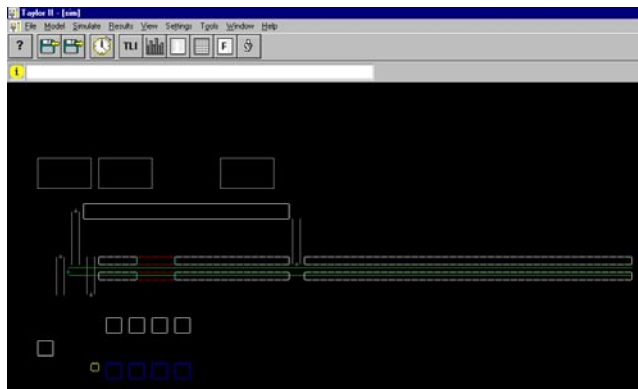 Taylor II - [sim]
File Model Simulate Results View Settings Tools Window Help
? TLI F
i